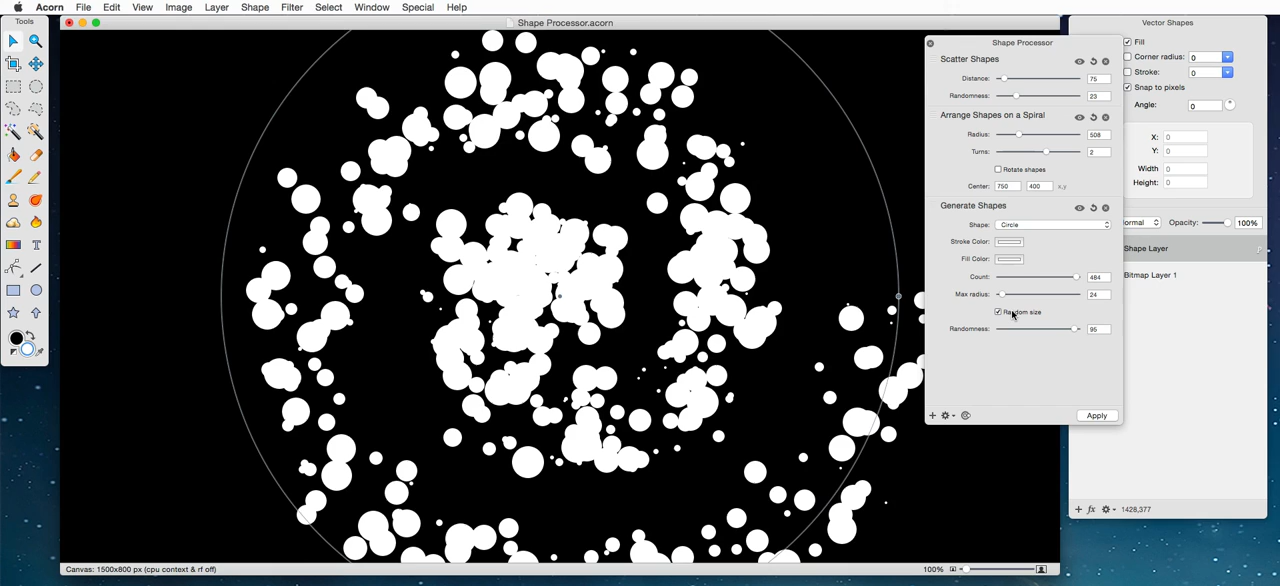 Acorn File Edit View Image Layer Shape Filter Select Window Special Help
Tools
Shape Processor.acorn
Canvas: 1500x800 px (cpu context & rf off)
100%
Shape Processor
Scatter Shapes
Distance: 75
Randomness: 23
Arrange Shapes on a Spiral
Radius: 508
Turns: 2
Rotate shapes
Center: 750 400 x,y
Generate Shapes
Shape: Circle
Stroke Color:
Fill Color:
Count: 484
Max radius: 24
Random size
Randomness: 95
Apply
Vector Shapes
Fill
Corner radius: 0
Stroke: 0
Snap to pixels
Angle: 0 °
X: 0
Y: 0
Width 0
Height: 0
ormal Opacity: 100%
Shape Layer P
Bitmap Layer 1
fx 1428,377